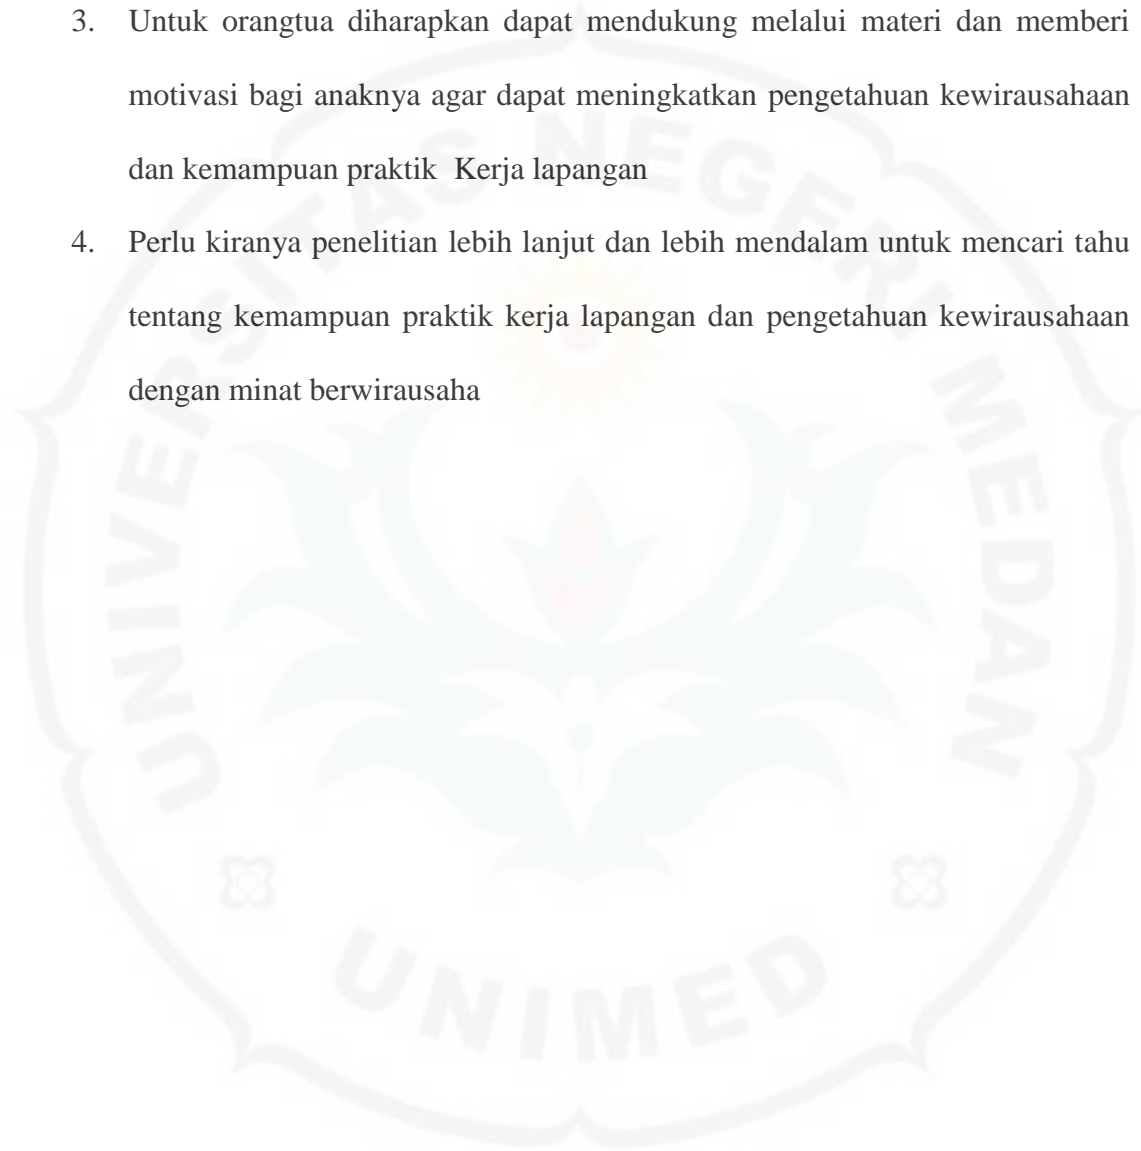 3. Untuk orangtua diharapkan dapat mendukung melalui materi dan memberi
motivasi bagi anaknya agar dapat meningkatkan pengetahuan kewirausahaan
dan kemampuan praktik  Kerja lapangan
4. Perlu kiranya penelitian lebih lanjut dan lebih mendalam untuk mencari tahu
tentang kemampuan praktik kerja lapangan dan pengetahuan kewirausahaan
dengan minat berwirausaha
UNIVERSITAS NEGERI MEDAN
UNIMED